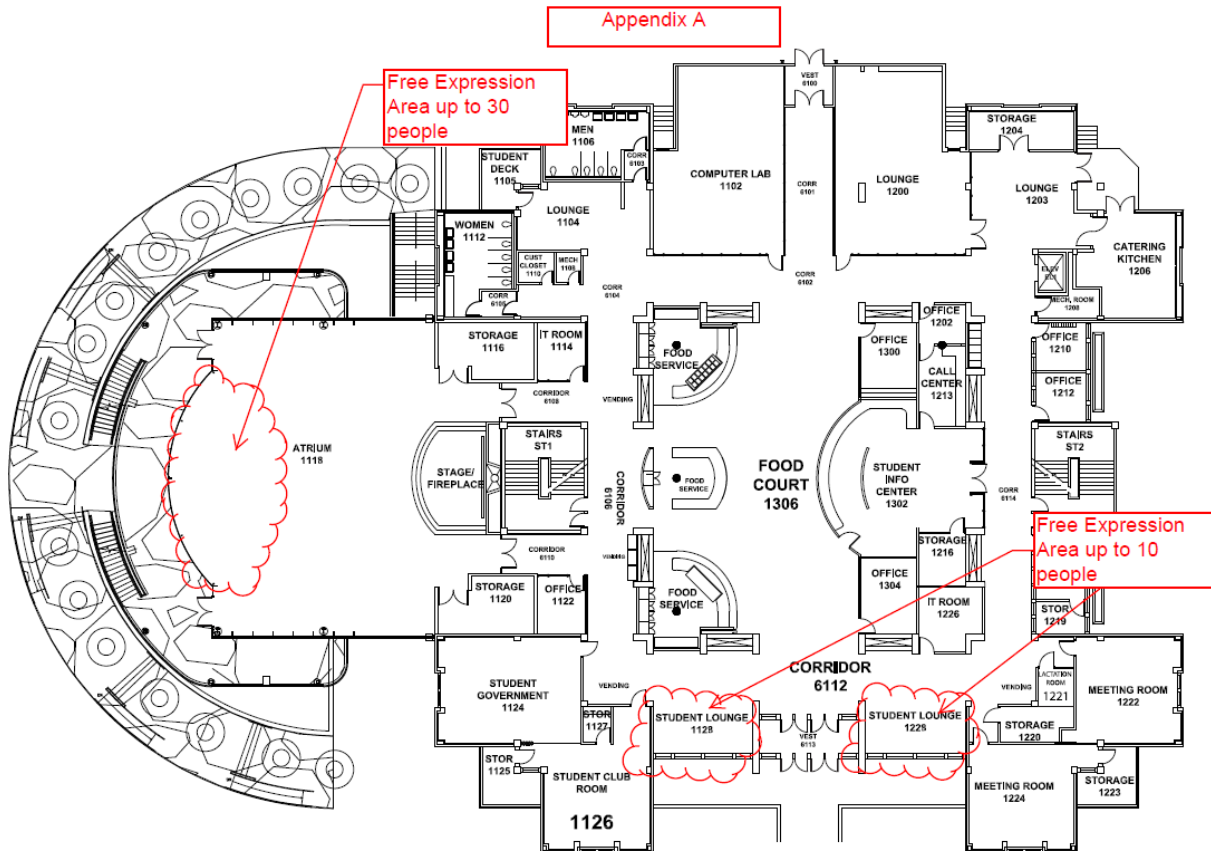 Appendix A
Free Expression
Area up to 30
people
VEST
6100
MEN
1106
CORR
6103
STORAGE
1204
STUDENT
DECK
1105
COMPUTER LAB
1102
CORR
6101
LOUNGE
1200
LOUNGE
1203
LOUNGE
1104
WOMEN
1112
CUST
CLOSET
1110
MECH
1108
CATERING
KITCHEN
1206
CORR
6102
CORR
6104
CORR
6105
ELEV
MECH. ROOM
1208
STORAGE
1116
IT ROOM
1114
FOOD
SERVICE
OFFICE
1300
OFFICE
1202
OFFICE
1210
CALL
CENTER
1213
OFFICE
1212
CORRIDOR
6108
VENDING
ATRIUM
1118
STAGE/
FIREPLACE
STAIRS
ST1
CORRIDOR
6106
FOOD
SERVICE
FOOD
COURT
1306
STUDENT
INFO
CENTER
1302
STAIRS
ST2
CORR
6114
Free Expression
Area up to 10
people
CORRIDOR
6110
VENDING
STORAGE
1216
STORAGE
1120
OFFICE
1122
FOOD
SERVICE
OFFICE
1304
IT ROOM
1226
STOR
1219
STUDENT
GOVERNMENT
1124
VENDING
CORRIDOR
6112
VENDING
LACTATION
ROOM
1221
MEETING ROOM
1222
STOR
1127
STUDENT LOUNGE
1128
VEST
6113
STUDENT LOUNGE
1228
STORAGE
1220
STOR
1125
STUDENT CLUB
ROOM
1126
MEETING ROOM
1224
STORAGE
1223